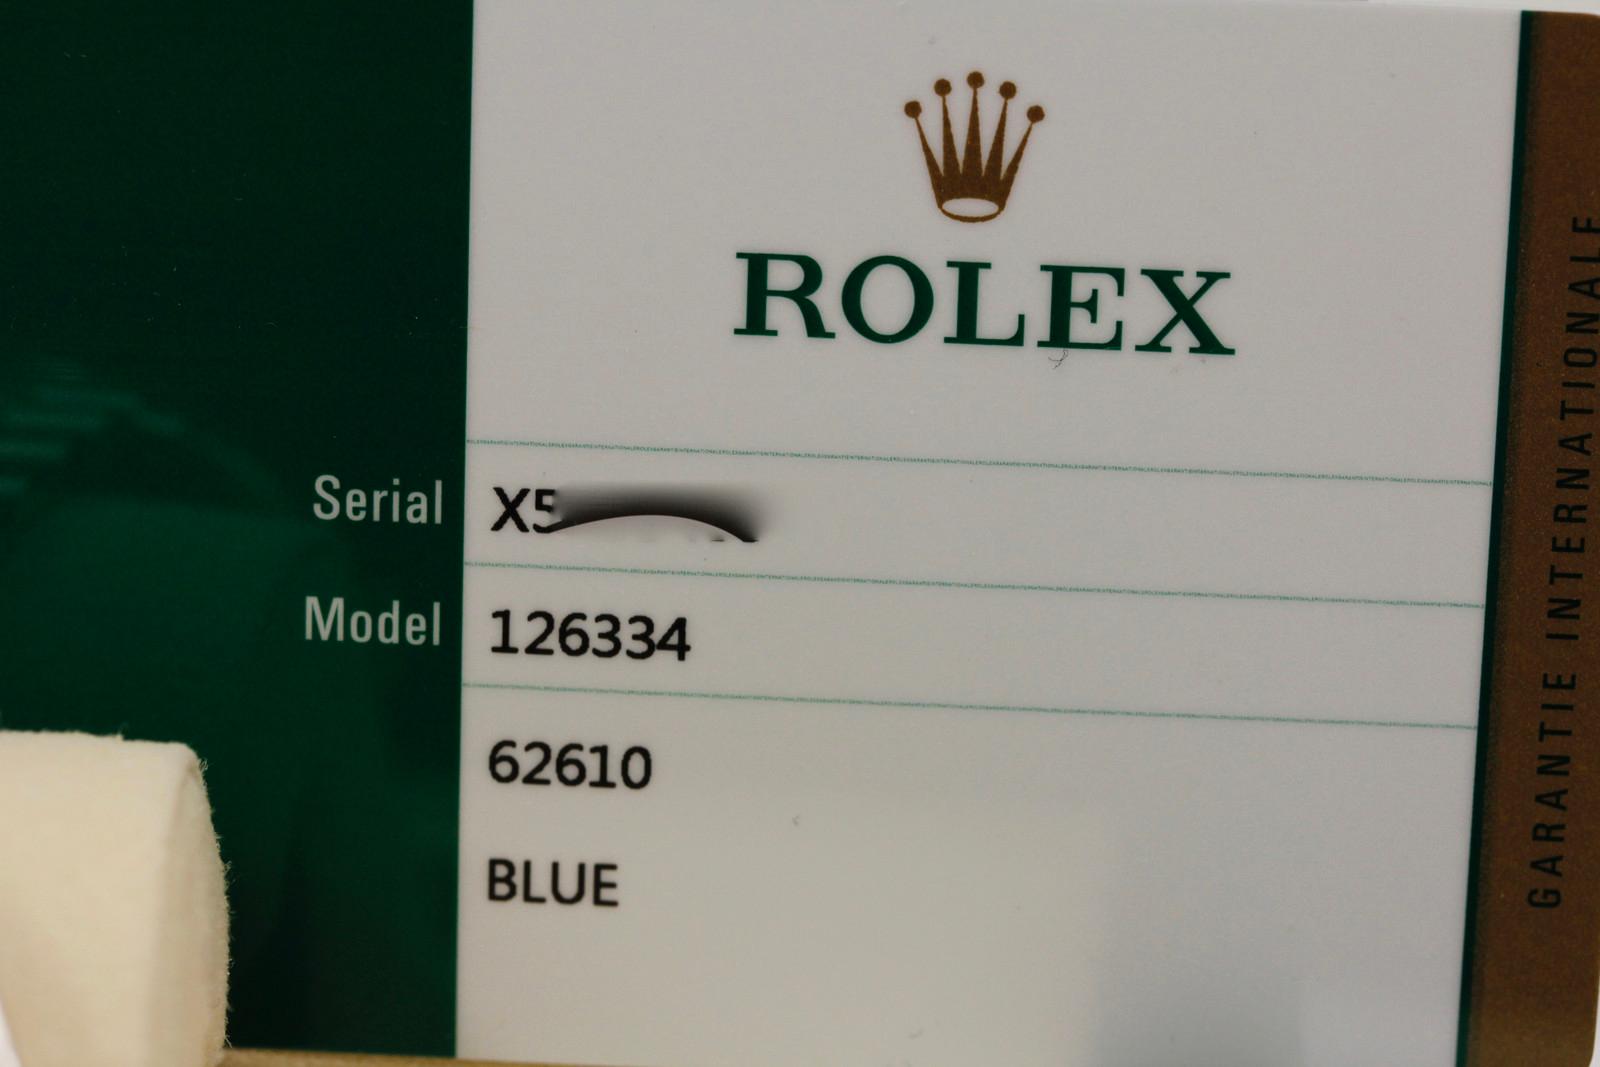 ROLEX
Serial X5
Model 126334
62610
BLUE
GARANTIE INTERNATIONALE